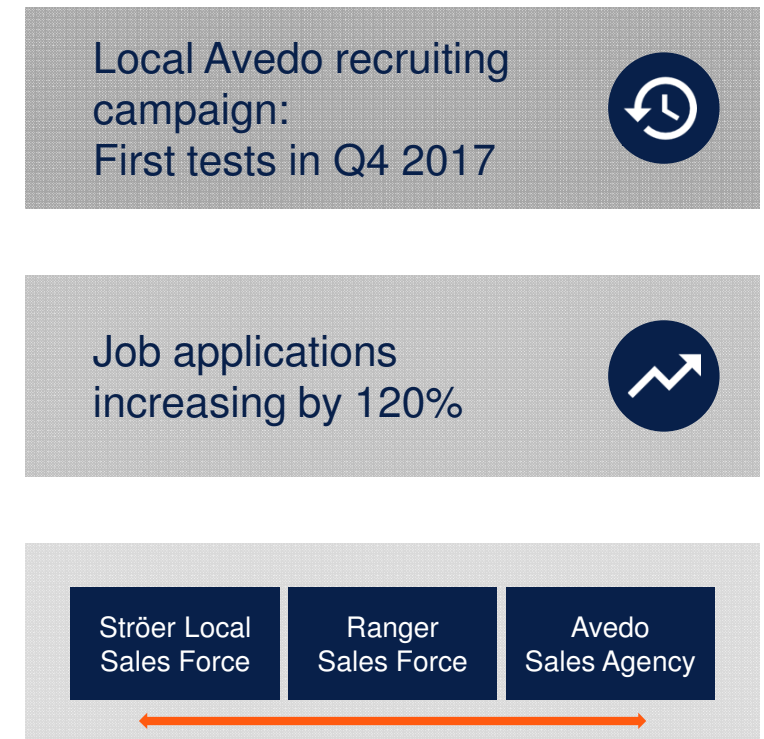 Local Avedo recruiting
campaign:
First tests in Q4 2017
Job applications
increasing by 120%
Ströer Local
Sales Force
Ranger
Sales Force
Avedo
Sales Agency